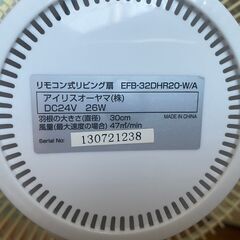 リモコン式リビング扇 EFB-32DHR20-W/A
アイリスオーヤマ(株)
DC24V 26W
羽根の大きさ(直径) 30cm
風量(最大の場合) 47㎥/min
MADE IN CHINA
Serial No: 130721238